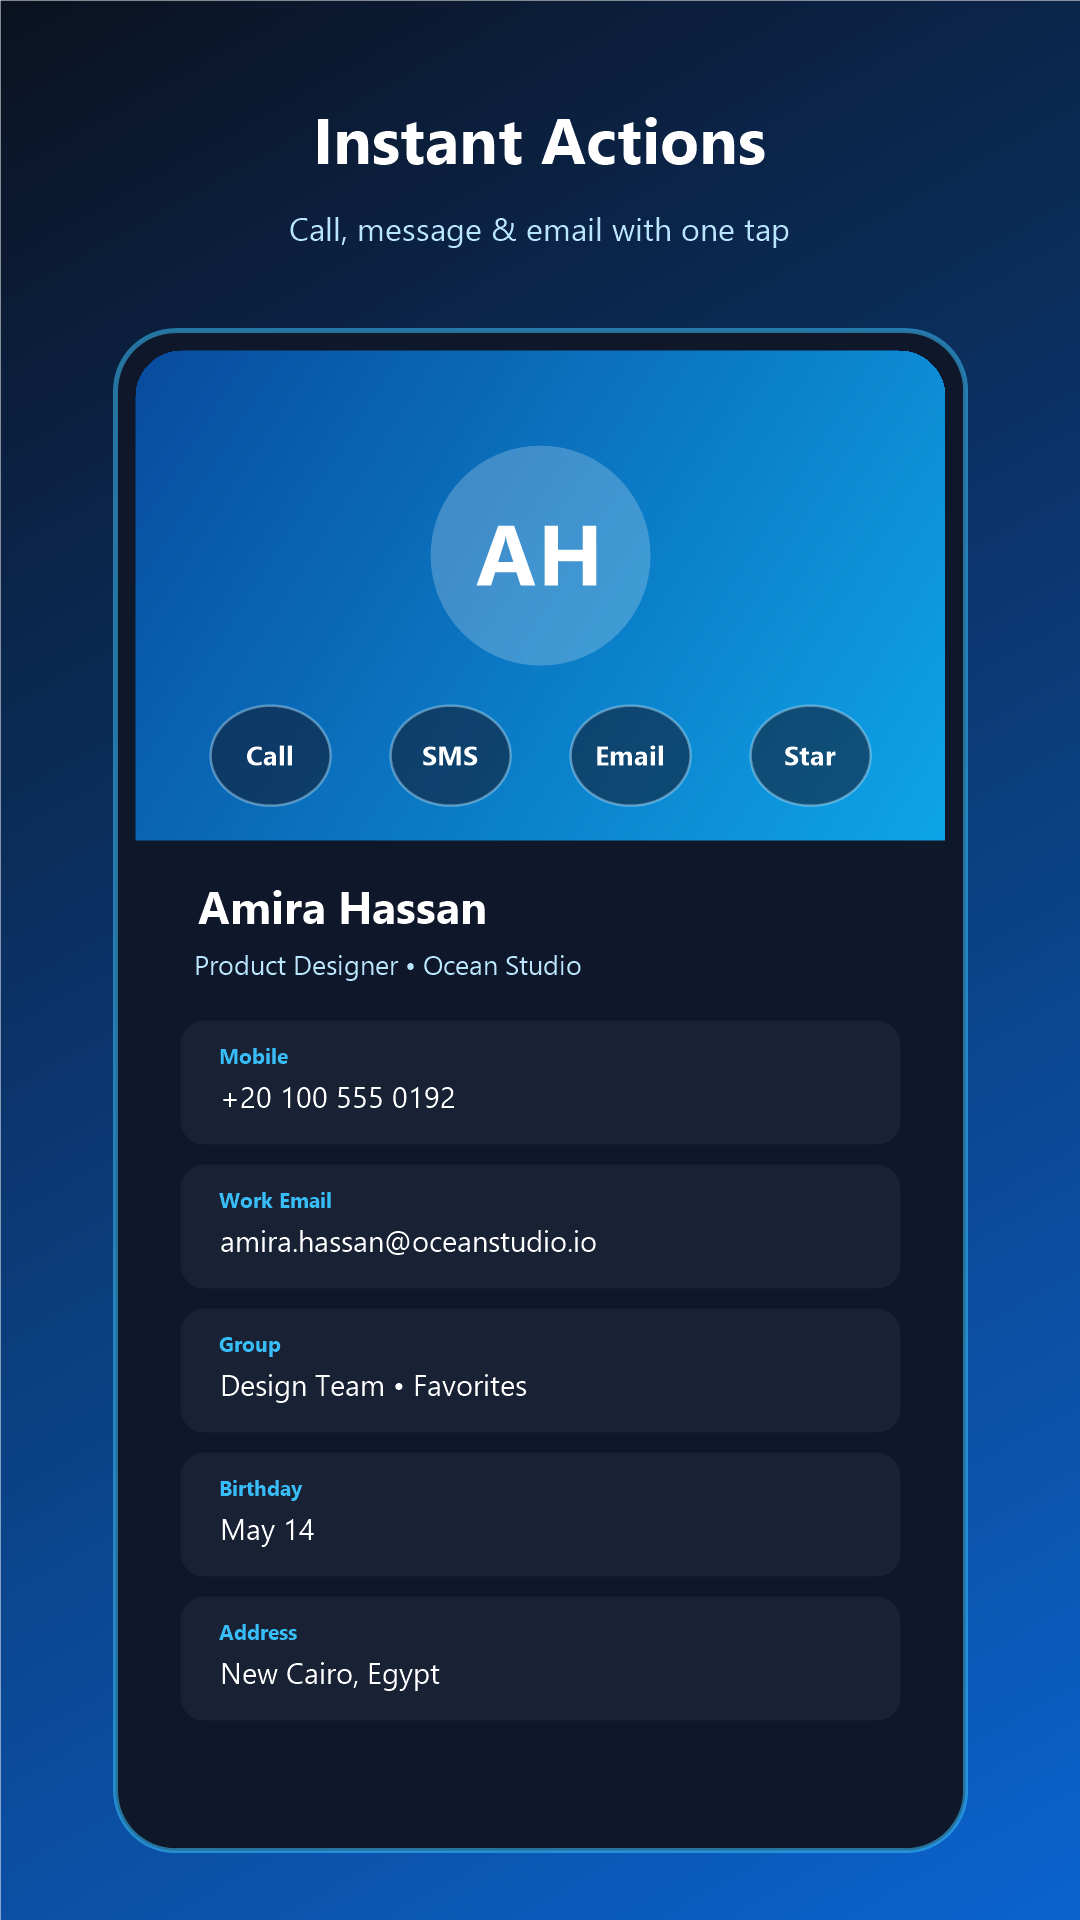 Instant Actions
Call, message & email with one tap
AH
Call SMS Email Star
Amira Hassan
Product Designer • Ocean Studio
Mobile
+20 100 555 0192
Work Email
amira.hassan@oceanstudio.io
Group
Design Team • Favorites
Birthday
May 14
Address
New Cairo, Egypt